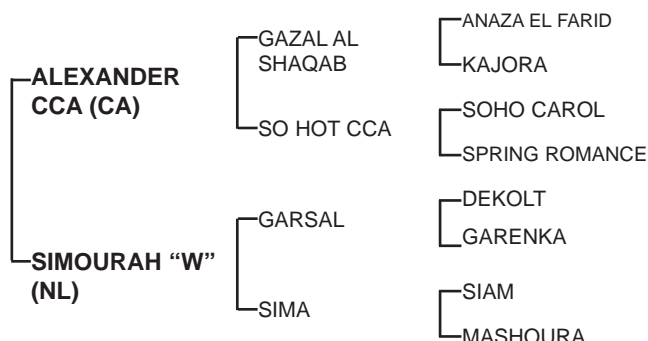 ALEXANDER
CCA (CA)
GAZAL AL
SHAQAB
ANAZA EL FARID
KAJORA
SO HOT CCA
SOHO CAROL
SPRING ROMANCE
SIMOURAH “W”
(NL)
GARSAL
DEKOLT
GARENKA
SIMA
SIAM
MASHOURA